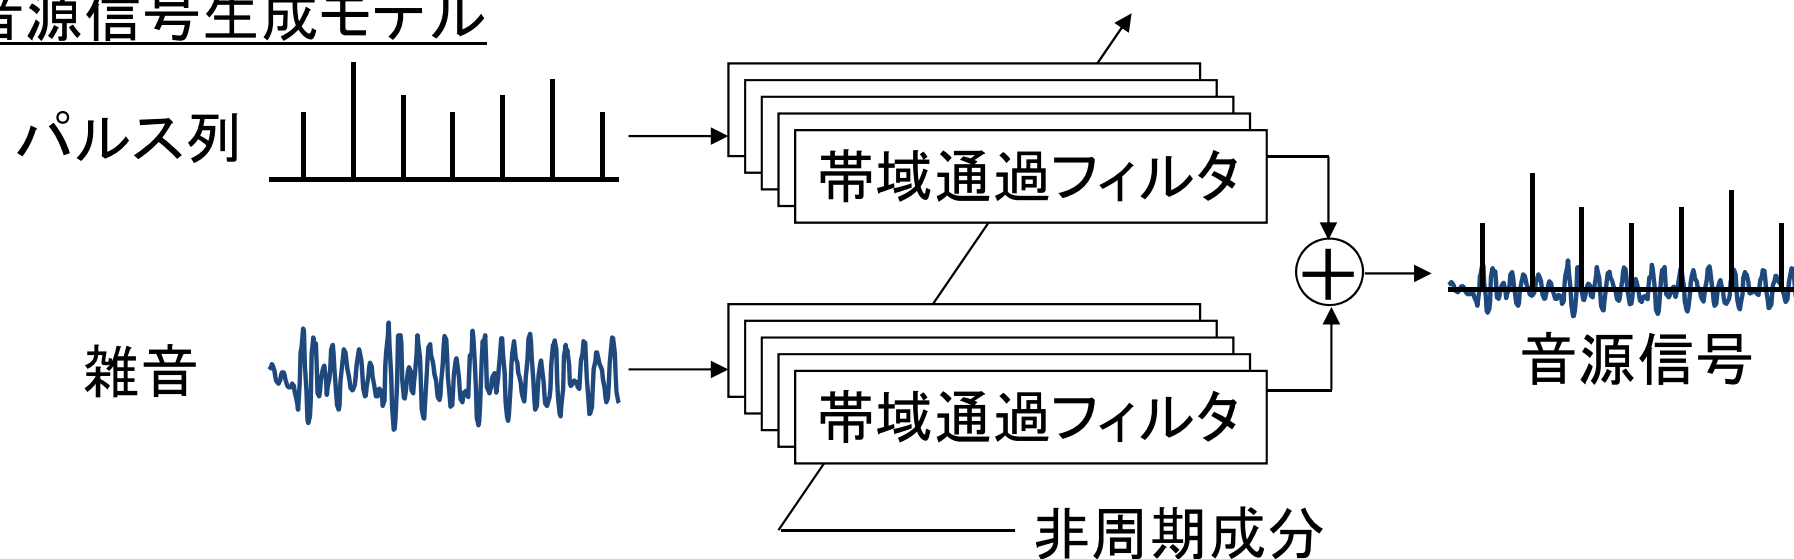 音源信号生成モデル
パルス列
帯域通過フィルタ
雑音
帯域通過フィルタ
音源信号
非周期成分